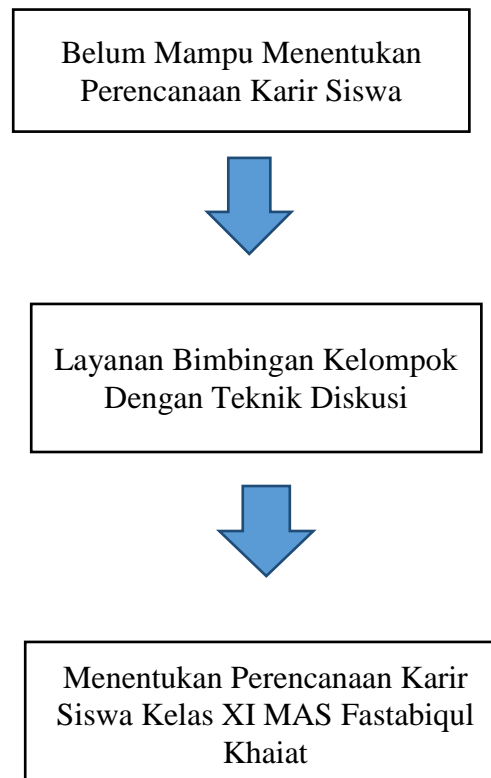 Belum Mampu Menentukan
Perencanaan Karir Siswa
Layanan Bimbingan Kelompok
Dengan Teknik Diskusi
Menentukan Perencanaan Karir
Siswa Kelas XI MAS Fastabiqul
Khaiat